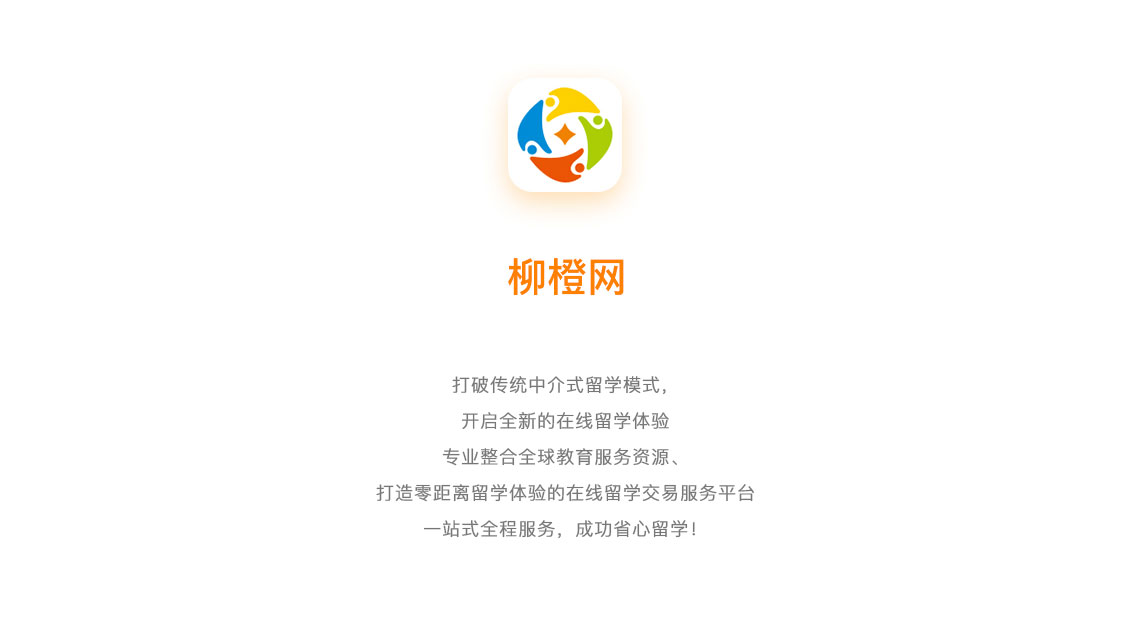 柳橙网
打破传统中介式留学模式，
开启全新的在线留学体验
专业整合全球教育服务资源、
打造零距离留学体验的在线留学交易服务平台
一站式全程服务，成功省心留学！